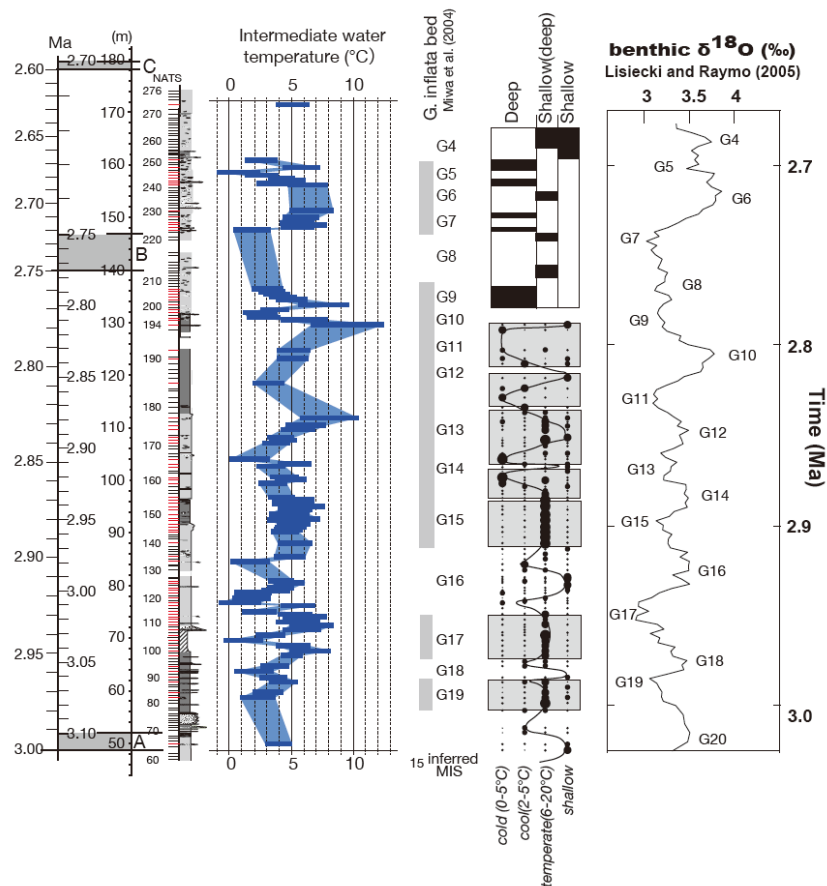 Ma
(m)
2.70
180
C
2.60
NATS
276
170
270
260
2.65
160
250
240
2.70
230
150
2.75
220
B
2.75
140
210
2.80
200
130
194
2.80
190
2.85
120
180
2.90
110
170
2.85
100
160
2.95
150
90
140
2.90
130
3.00
80
120
110
70
2.95
100
3.05
90
60
80
3.10
70
3.00
50
A
60
Intermediate water
temperature (°C)
0 5 10
0 5 10
G. inflata bed
Miwa et al. (2004)
G4
G5
G6
G7
G8
G9
G10
G11
G12
G13
G14
G15
G16
G17
G18
G19
15 inferred
MIS
Deep
Shallow(deep)
Shallow
cold (0-5°C)
cool(2-5°C)
temperate(6-20°C)
shallow
benthic δ18O (‰)
Lisiecki and Raymo (2005)
3 3.5 4
G4
2.7
G5
G6
G7
G8
G9
2.8
G10
G11
G12
G13
G14
G15
2.9
G16
G17
G18
G19
3.0
G20
Time (Ma)